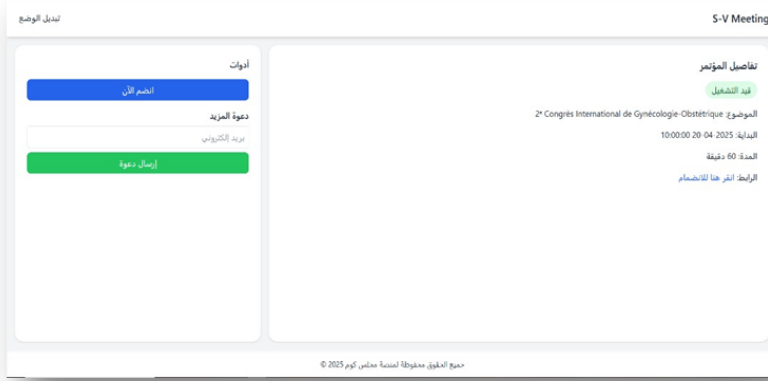 S-V Meeting
تبديل الوضع
تفاصيل المؤتمر
قيد التشغيل
الموضوع: 2ᵉ Congrès International de Gynécologie-Obstétrique
البداية: 2025-04-20 10:00:00
المدة: 60 دقيقة
الرابط: انقر هنا للانضمام
أدوات
انضم الآن
دعوة المزيد
بريد إلكتروني
إرسال دعوة
جميع الحقوق محفوظة لمنصة مجلس كوم 2025 ©